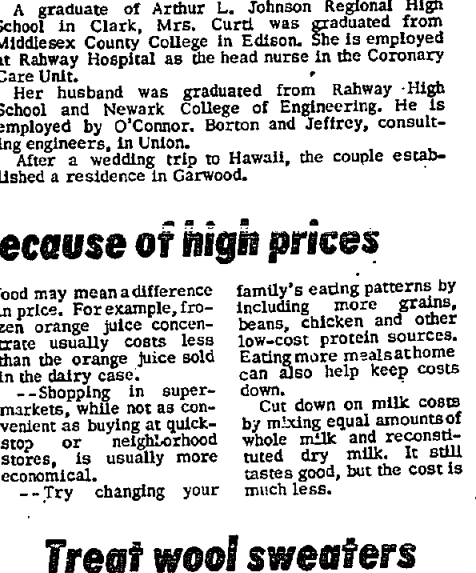 A graduate of Arthur L. Johnson Regional High
School in Clark, Mrs. Curti was graduated from
Middlesex County College in Edison. She is employed
at Rahway Hospital as the head nurse in the Coronary
Care Unit.
Her husband was graduated from Rahway High
School and Newark College of Engineering. He is
employed by O'Connor. Borton and Jeffrey, consult-
ing engineers, in Union.
After a wedding trip to Hawaii, the couple estab-
lished a residence in Garwood.
ecause of high prices
food may mean a difference
in price. For example, fro-
zen orange juice concen-
trate usually costs less
than the orange juice sold
in the dairy case.
--Shopping in super-
markets, while not as con-
venient as buying at quick-
stop or neighborhood
stores, is usually more
economical.
--Try changing your
family's eating patterns by
including more grains,
beans, chicken and other
low-cost protein sources.
Eating more meals at home
can also help keep costs
down.
Cut down on milk costs
by mixing equal amounts of
whole milk and reconsti-
tuted dry milk. It still
tastes good, but the cost is
much less.
Treat wool sweaters